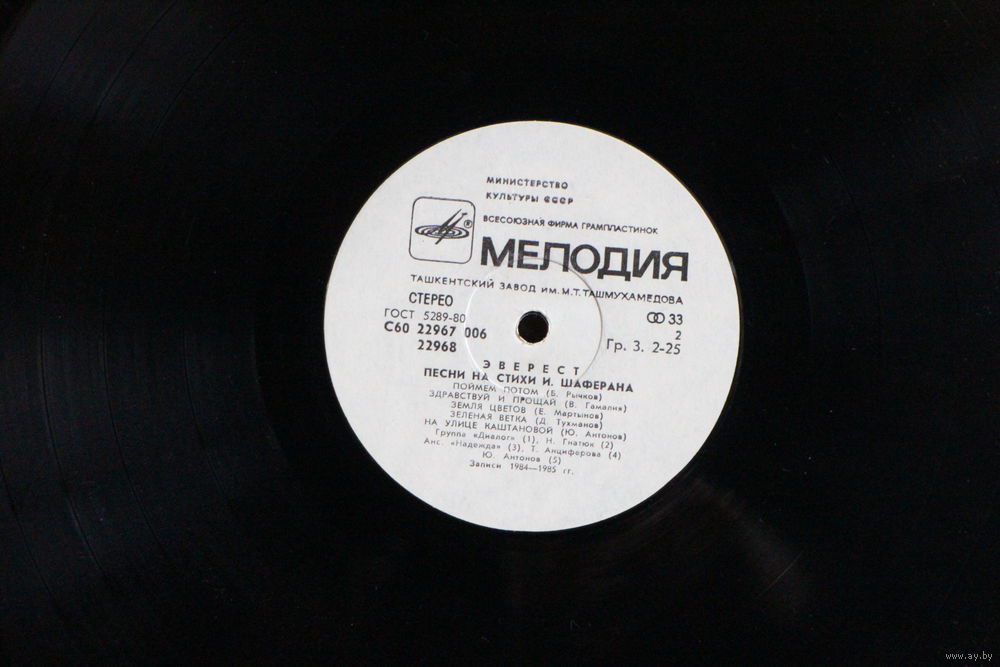 МИНИСТЕРСТВО
КУЛЬТУРЫ СССР
ВСЕСОЮЗНАЯ ФИРМА ГРАМПЛАСТИНОК
®
МЕЛОДИЯ
ТАШКЕНТСКИЙ ЗАВОД ИМ. М.Т.ТАШМУХАМЕДОВА
СТЕРЕО
ГОСТ 5289-80
С60 22967 006
22968
33
2
Гр. 3. 2-25
ЭВЕРЕСТ
ПЕСНИ НА СТИХИ И. ШАФЕРАНА
ПОЙМЕМ ПОТОМ (Б. Рычков)
ЗДРАВСТВУЙ И ПРОЩАЙ (В. Гамалия)
ЗЕМЛЯ ЦВЕТОВ (Е. Мартынов)
ЗЕЛЕНАЯ ВЕТКА (Д. Тухманов)
НА УЛИЦЕ КАШТАНОВОЙ (Ю. Антонов)
Группа «Диалог» (1), Н. Гнатюк (2)
Анс. «Надежда» (3), Т. Анциферова (4)
Ю. Антонов (5)
Записи 1984—1985 гг.
www.ay.by